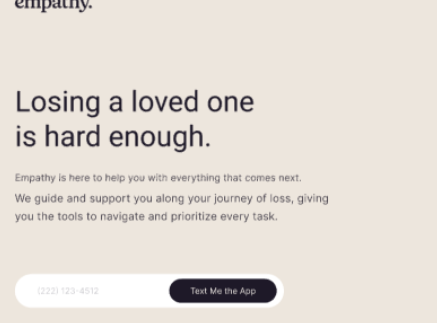 empathy.
Losing a loved one
is hard enough.
Empathy is here to help you with everything that comes next.
We guide and support you along your journey of loss, giving
you the tools to navigate and prioritize every task.
(222) 123-4512
Text Me the App